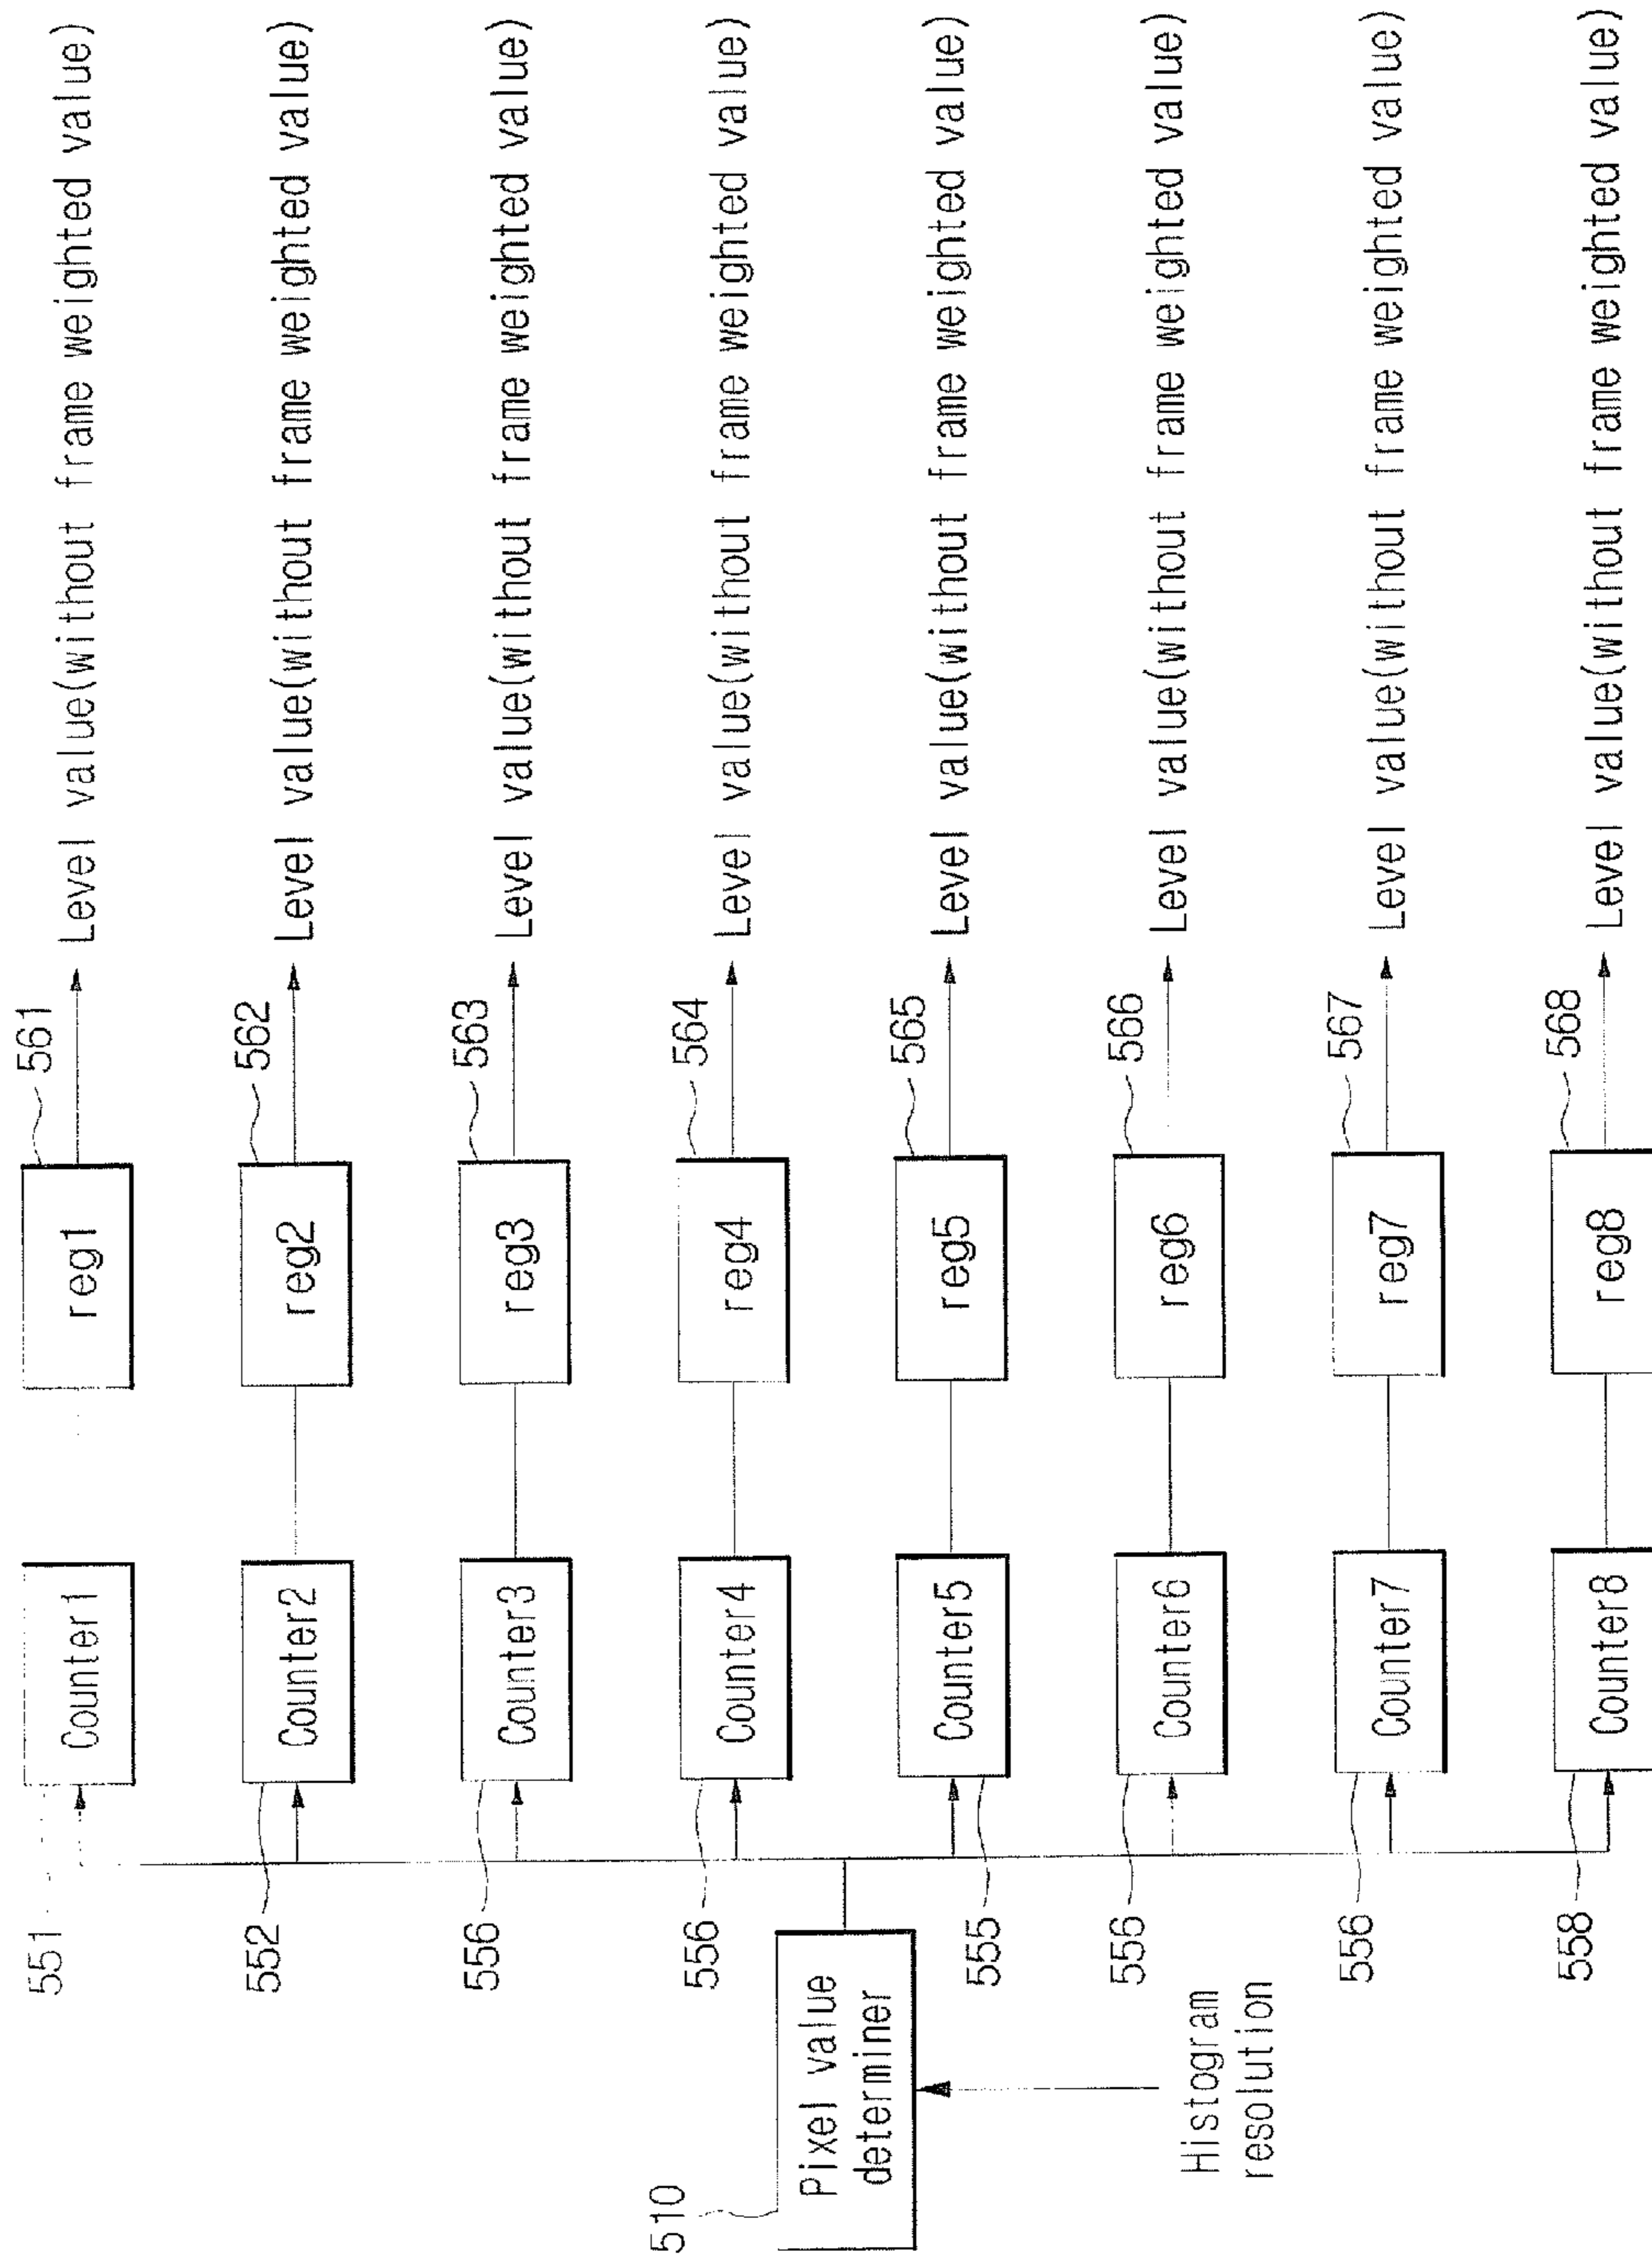 551
Counter1
561
reg1
Level value(without frame weighted value)
552
Counter2
562
reg2
Level value(without frame weighted value)
556
Counter3
563
reg3
Level value(without frame weighted value)
556
Counter4
564
reg4
Level value(without frame weighted value)
510
Pixel value
determiner
555
Counter5
565
reg5
Level value(without frame weighted value)
556
Counter6
566
reg6
Level value(without frame weighted value)
Histogram
resolution
556
Counter7
567
reg7
Level value(without frame weighted value)
558
Counter8
568
reg8
Level value(without frame weighted value)